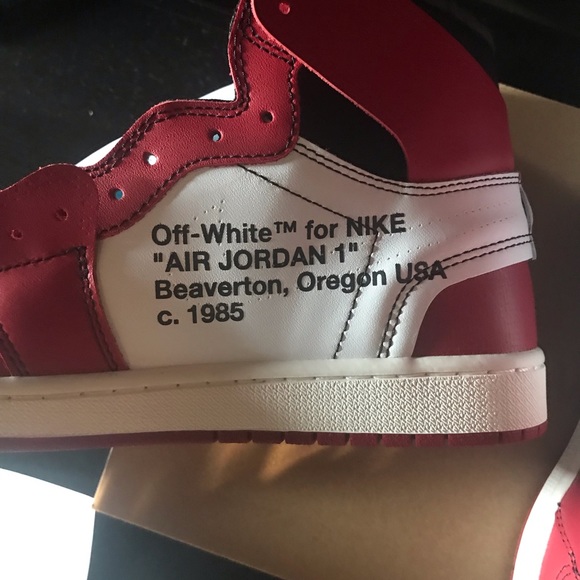 Off-White™ for NIKE
"AIR JORDAN 1"
Beaverton, Oregon USA
c. 1985